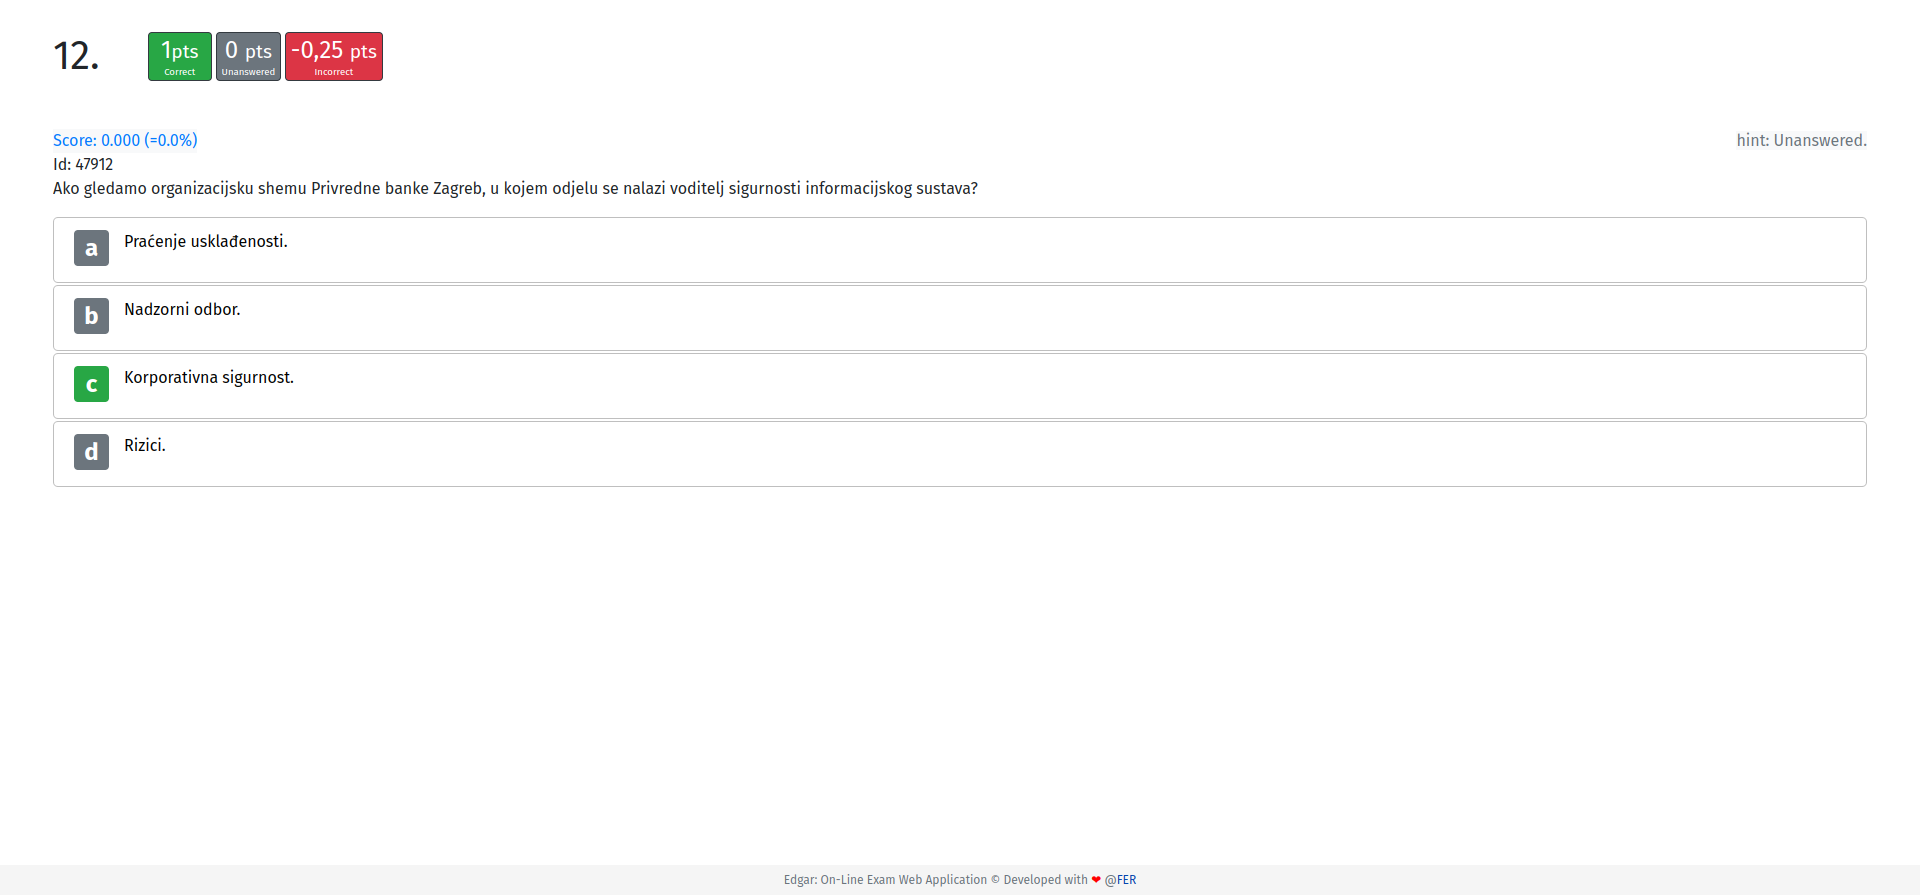 12.
1pts
Correct
0 pts
Unanswered
-0,25 pts
Incorrect
Score: 0.000 (=0.0%)
hint: Unanswered.
Id: 47912
Ako gledamo organizacijsku shemu Privredne banke Zagreb, u kojem odjelu se nalazi voditelj sigurnosti informacijskog sustava?
a Praćenje usklađenosti.
b Nadzorni odbor.
c Korporativna sigurnost.
d Rizici.
Edgar: On-Line Exam Web Application © Developed with ❤ @FER